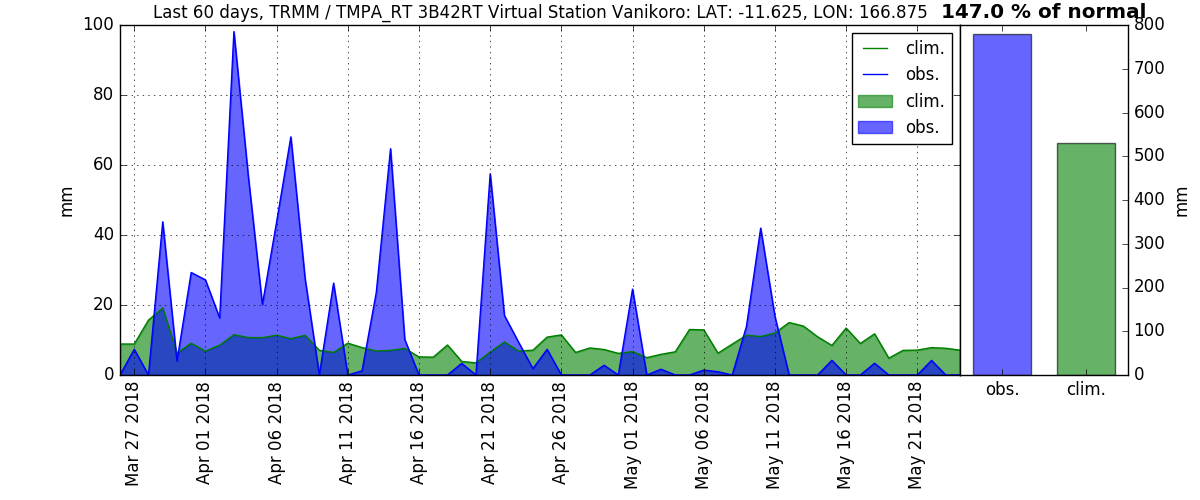 Last 60 days, TRMM / TMPA_RT 3B42RT Virtual Station Vanikoro: LAT: -11.625, LON: 166.875 147.0 % of normal
100
80
60
40
20
0
mm
clim.
obs.
clim.
obs.
800
700
600
500
400
300
200
100
0
mm
Mar 27 2018
Apr 01 2018
Apr 06 2018
Apr 11 2018
Apr 16 2018
Apr 21 2018
Apr 26 2018
May 01 2018
May 06 2018
May 11 2018
May 16 2018
May 21 2018
obs.
clim.